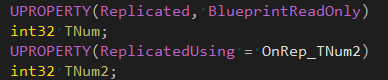 UPROPERTY(Replicated, BlueprintReadOnly)
int32 TNum;
UPROPERTY(ReplicatedUsing = OnRep_TNum2)
int32 TNum2;